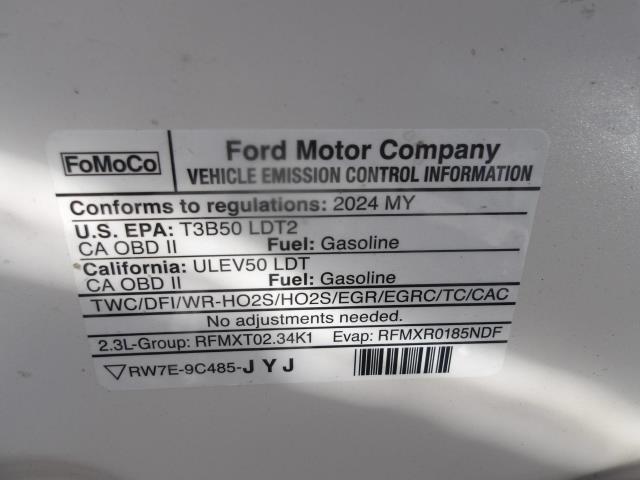 FoMoCo
Ford Motor Company
VEHICLE EMISSION CONTROL INFORMATION
Conforms to regulations: 2024 MY
U.S. EPA: T3B50 LDT2
CA OBD II Fuel: Gasoline
California: ULEV50 LDT
CA OBD II Fuel: Gasoline
TWC/DFI/WR-HO2S/HO2S/EGR/EGRC/TC/CAC
No adjustments needed.
2.3L-Group: RFMXT02.34K1 Evap: RFMXR0185NDF
RW7E-9C485-J Y J